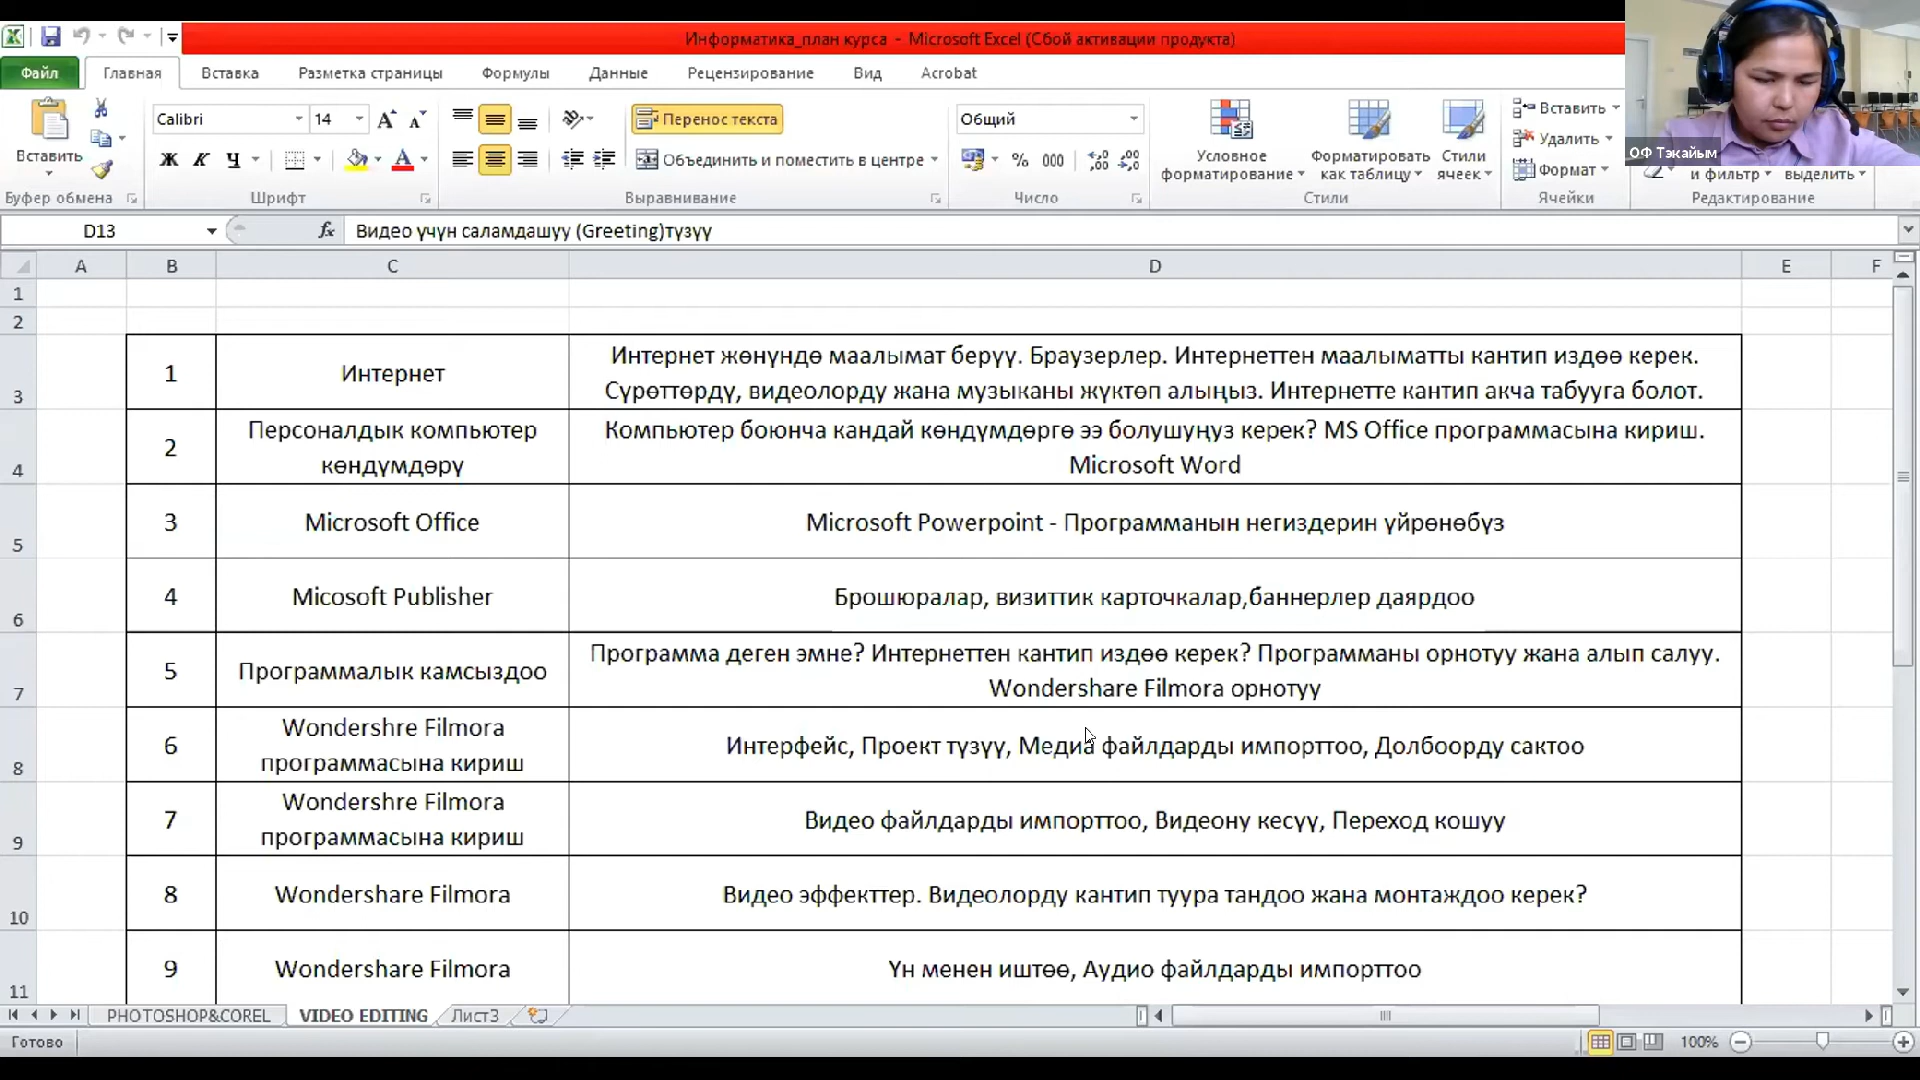 Информатика_план курса - Microsoft Excel (Сбой активации продукта)
Файл Главная Вставка Разметка страницы Формулы Данные Рецензирование Вид Acrobat
Calibri 14 Перенос текста Общий Вставить
Вставить Ж К Ч Объединить и поместить в центре % 000 Условное форматирование Форматировать как таблицу Стили ячеек Удалить
Формат и фильтр выделить
ОФ Тэкайым
Буфер обмена Шрифт Выравнивание Число Стили Ячейки Редактирование
D13 fx Видео үчүн саламдашуу (Greeting)түзүү
A B C D E F
1
2
3 1 Интернет Интернет жөнүндө маалымат берүү. Браузерлер. Интернеттен маалыматты кантип издөө керек.
Сүрөттөрдү, видеолорду жана музыканы жүктөп алыңыз. Интернетте кантип акча табууга болот.
4 2 Персоналдык компьютер көндүмдөрү Компьютер боюнча кандай көндүмдөргө ээ болушуңуз керек? MS Office программасына кириш.
Microsoft Word
5 3 Microsoft Office Microsoft Powerpoint - Программанын негиздерин үйрөнөбүз
6 4 Micosoft Publisher Брошюралар, визиттик карточкалар,баннерлер даярдоо
7 5 Программалык камсыздоо Программа деген эмне? Интернеттен кантип издөө керек? Программаны орнотуу жана алып салуу.
Wondershare Filmora орнотуу
8 6 Wondershre Filmora программасына кириш Интерфейс, Проект түзүү, Медиа файлдарды импорттоо, Долбоорду сактоо
9 7 Wondershre Filmora программасына кириш Видео файлдарды импорттоо, Видеону кесүү, Переход кошуу
10 8 Wondershare Filmora Видео эффекттер. Видеолорду кантип туура тандоо жана монтаждоо керек?
11 9 Wondershare Filmora Үн менен иштөө, Аудио файлдарды импорттоо
PHOTOSHOP&COREL VIDEO EDITING Лист3
Готово 100%